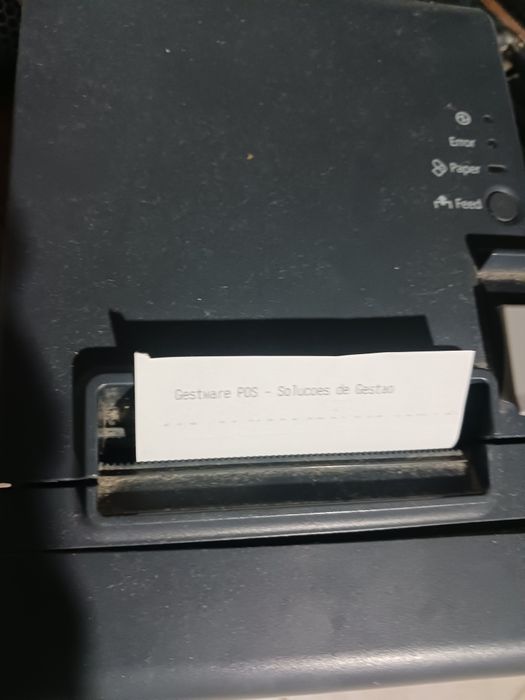 Error
Paper
Feed
Gestware POS - Solucoes de Gestao